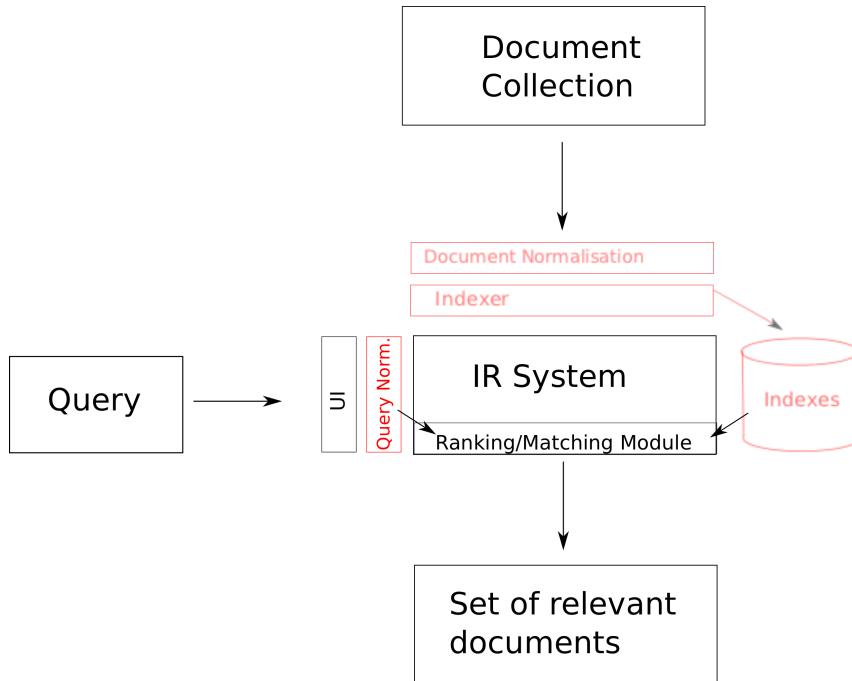 Document
Collection
Document Normalisation
Indexer
Query
UI
Query Norm.
IR System
Ranking/Matching Module
Indexes
Set of relevant
documents